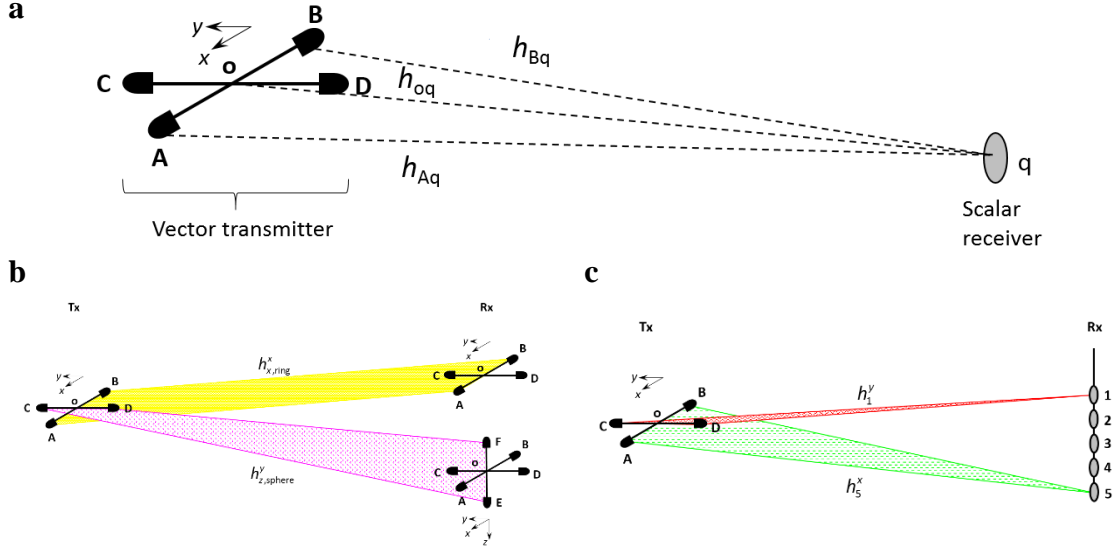 a
B
y
x
o
C
D
A
h_Bq
h_oq
h_Aq
q
Vector transmitter
Scalar
receiver
b
Tx
Rx
y
x
B
o
C
D
A
h^x_x,ring
y
x
B
o
C
D
A
h^y_z,sphere
F
B
o
C
D
A
E
y
x
z
c
Tx
Rx
y
x
B
o
C
D
A
h^y_1
h^x_5
1
2
3
4
5